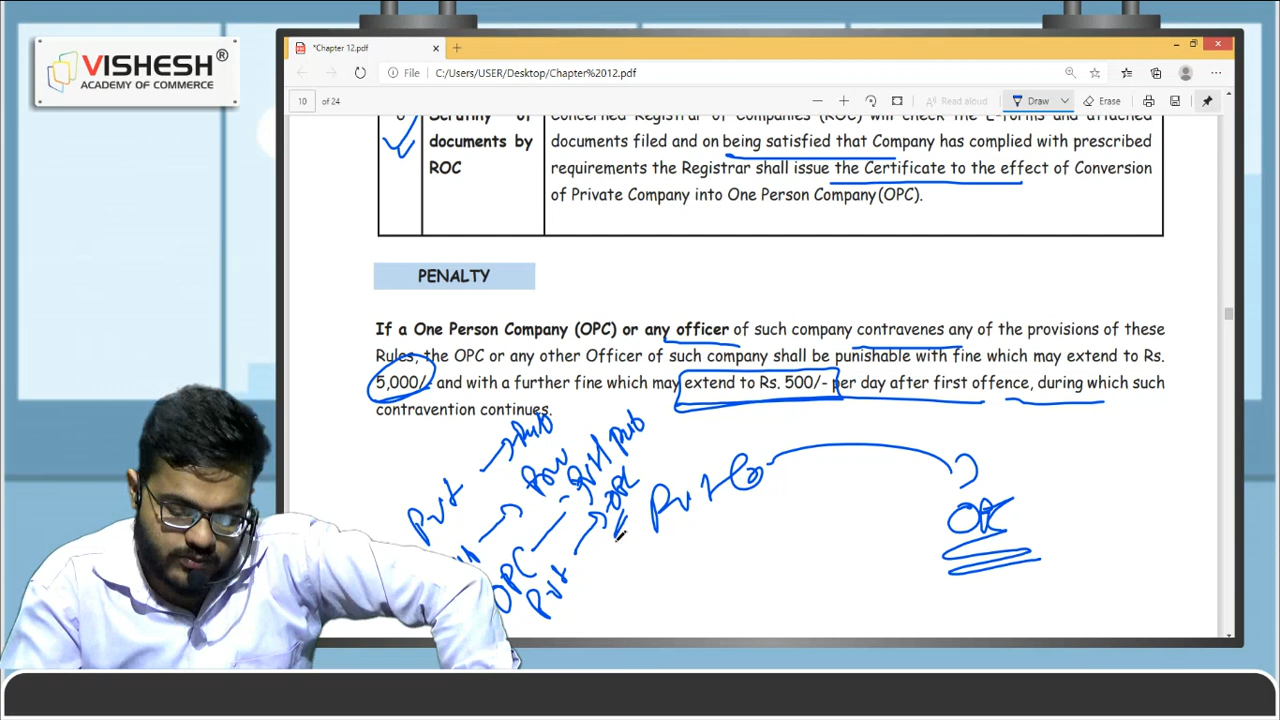 VISHESH®
ACADEMY OF COMMERCE
*Chapter 12.pdf
File C:/Users/USER/Desktop/Chapter%2012.pdf
10 of 24 Read aloud Draw Erase
Scrutiny of documents by ROC
Concerned Registrar of Companies (ROC) will check the E-forms and attached
documents filed and on being satisfied that Company has complied with prescribed
requirements the Registrar shall issue the Certificate to the effect of Conversion
of Private Company into One Person Company (OPC).
PENALTY
If a One Person Company (OPC) or any officer of such company contravenes any of the provisions of these
Rules, the OPC or any other Officer of such company shall be punishable with fine which may extend to Rs.
5,000/- and with a further fine which may extend to Rs. 500/- per day after first offence, during which such
contravention continues.
Pvt → Pub
OPC
Pvt → OPC
Pvt Co
OPC